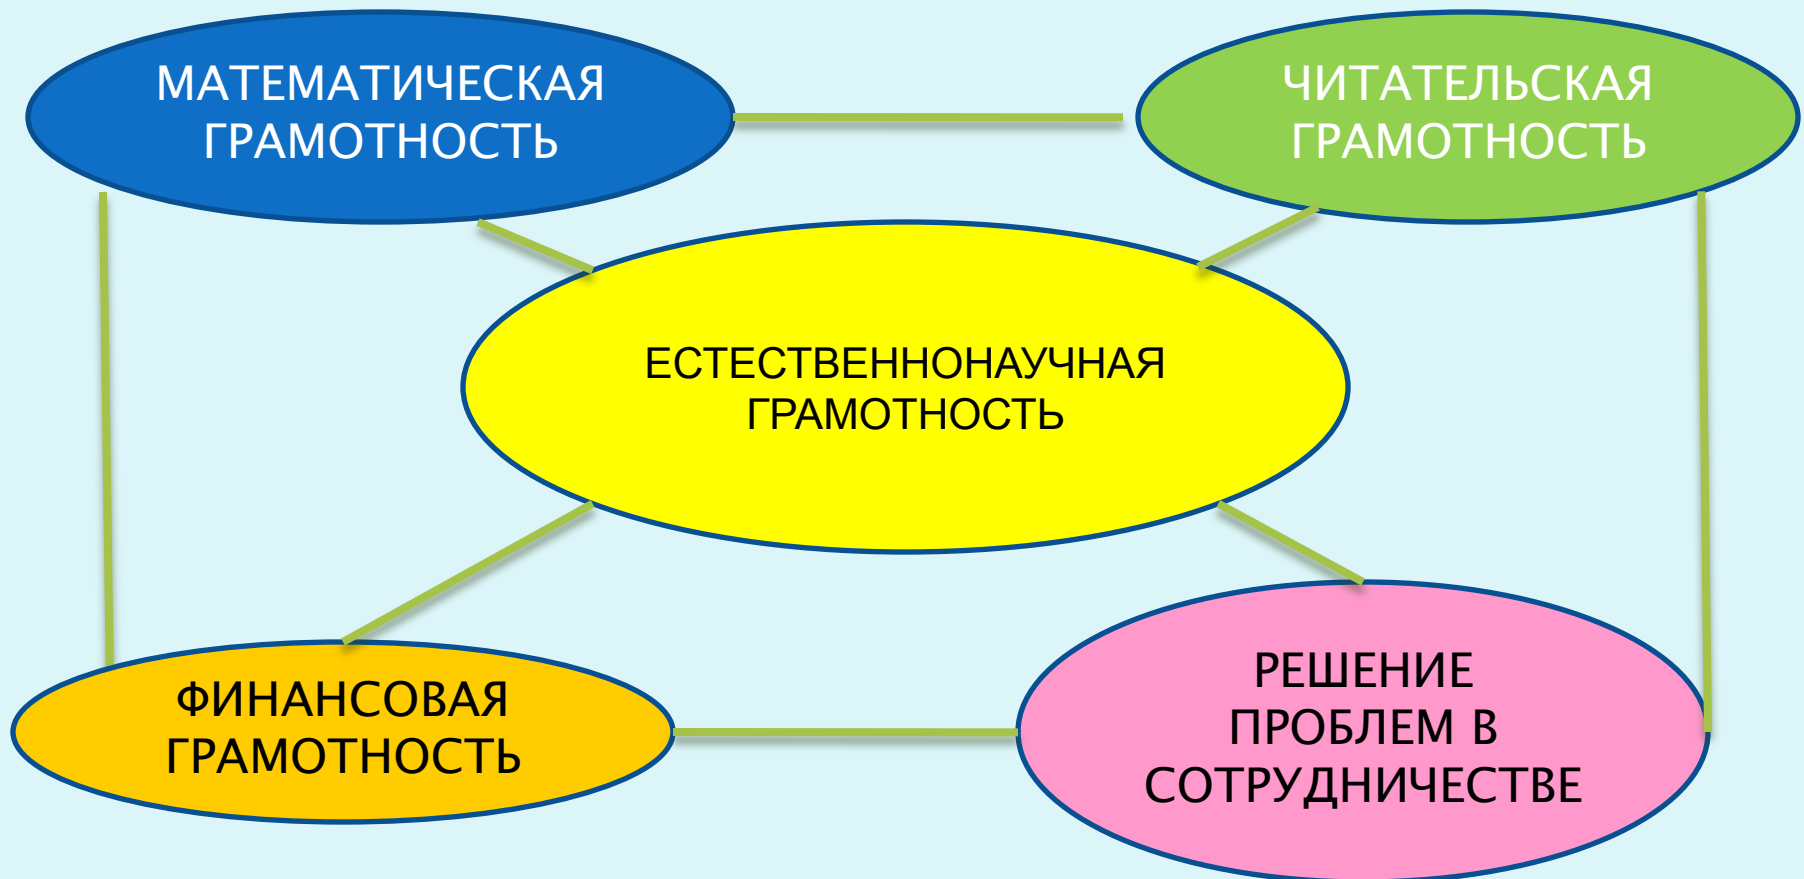 МАТЕМАТИЧЕСКАЯ
ГРАМОТНОСТЬ
ЧИТАТЕЛЬСКАЯ
ГРАМОТНОСТЬ
ЕСТЕСТВЕННОНАУЧНАЯ
ГРАМОТНОСТЬ
ФИНАНСОВАЯ
ГРАМОТНОСТЬ
РЕШЕНИЕ
ПРОБЛЕМ В
СОТРУДНИЧЕСТВЕ